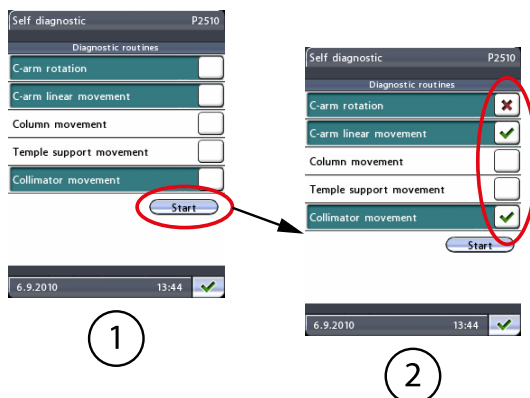 Self diagnostic P2510
Diagnostic routines
C-arm rotation
C-arm linear movement
Column movement
Temple support movement
Collimator movement
Start
6.9.2010 13:44
1
Self diagnostic P2510
Diagnostic routines
C-arm rotation
C-arm linear movement
Column movement
Temple support movement
Collimator movement
Start
6.9.2010 13:44
2